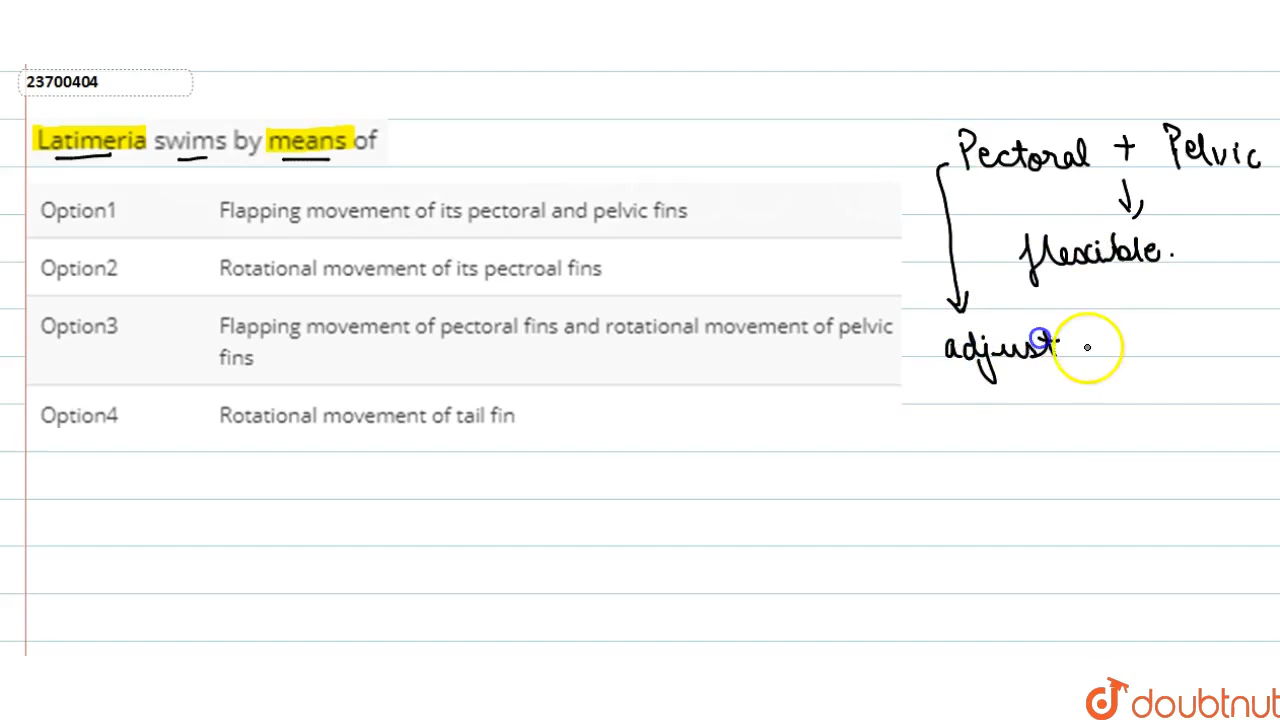 23700404
Latimeria swims by means of
Option1 Flapping movement of its pectoral and pelvic fins
Option2 Rotational movement of its pectroal fins
Option3 Flapping movement of pectoral fins and rotational movement of pelvic
fins
Option4 Rotational movement of tail fin
Pectoral + Pelvic
flexible.
adjust
doubtnut